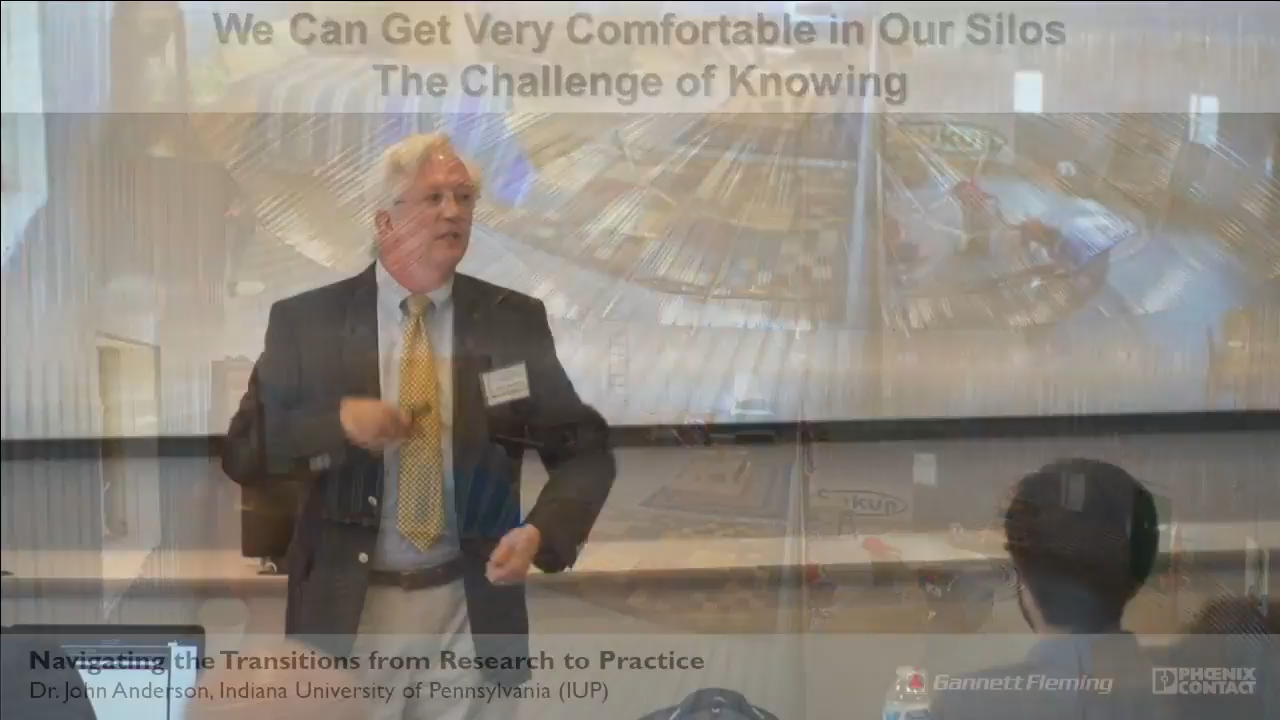 We Can Get Very Comfortable in Our Silos
The Challenge of Knowing
Navigating the Transitions from Research to Practice
Dr. John Anderson, Indiana University of Pennsylvania (IUP)
Gannett Fleming
PHŒNIX
CONTACT